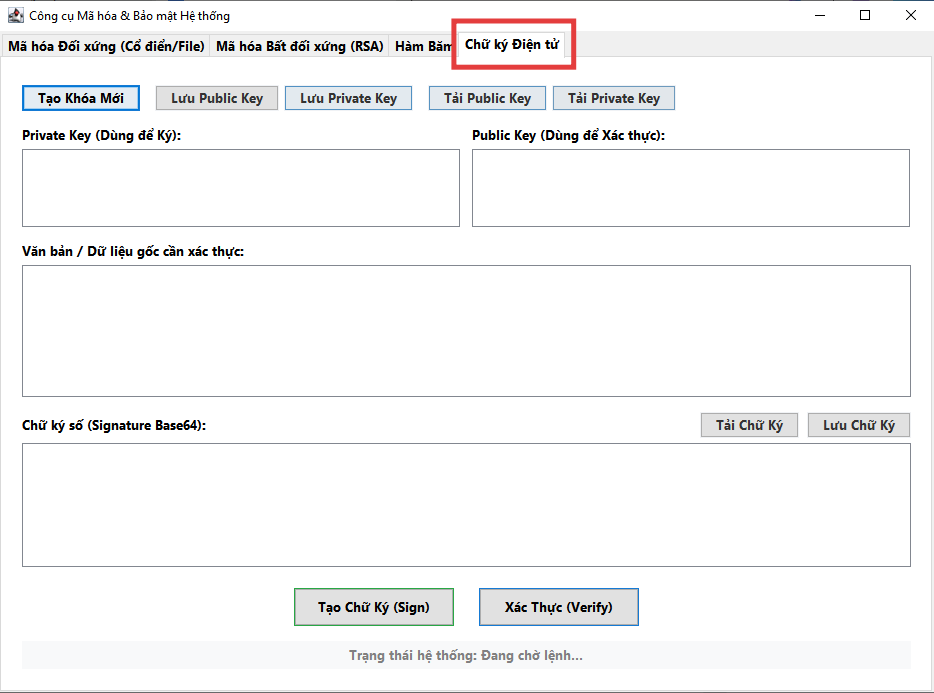 Công cụ Mã hóa & Bảo mật Hệ thống
Mã hóa Đối xứng (Cổ điển/File) Mã hóa Bất đối xứng (RSA) Hàm Băm Chữ ký Điện tử
Tạo Khóa Mới Lưu Public Key Lưu Private Key Tải Public Key Tải Private Key
Private Key (Dùng để Ký): Public Key (Dùng để Xác thực):
Văn bản / Dữ liệu gốc cần xác thực:
Chữ ký số (Signature Base64): Tải Chữ Ký Lưu Chữ Ký
Tạo Chữ Ký (Sign) Xác Thực (Verify)
Trạng thái hệ thống: Đang chờ lệnh...